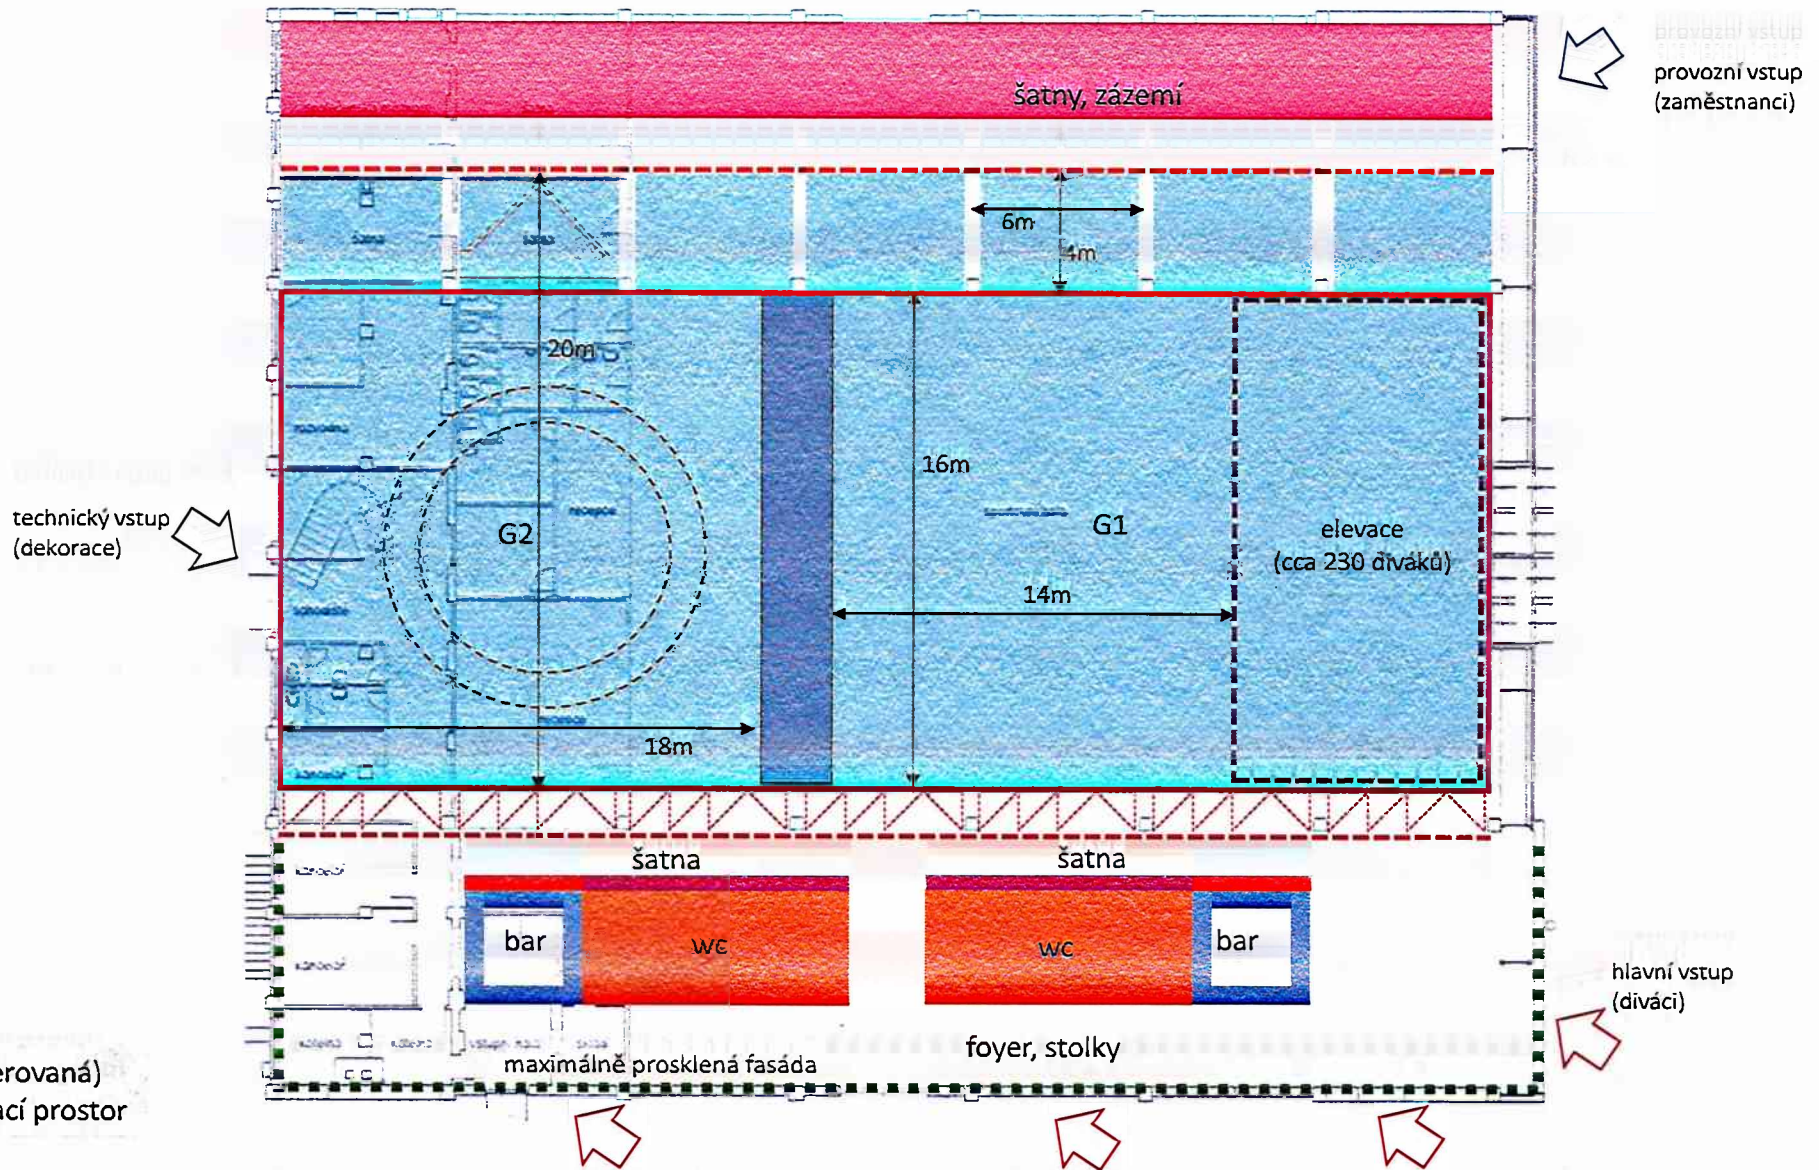 šatny, zázemí
provozní vstup
(zaměstnanci)
6m
4m
20m
16m
technický vstup
(dekorace)
G2
G1
elevace
(cca 230 diváků)
14m
18m
šatna
šatna
bar
wc
wc
bar
hlavní vstup
(diváci)
foyer, stolky
maximálně prosklená fasáda
erovaná)
ací prostor